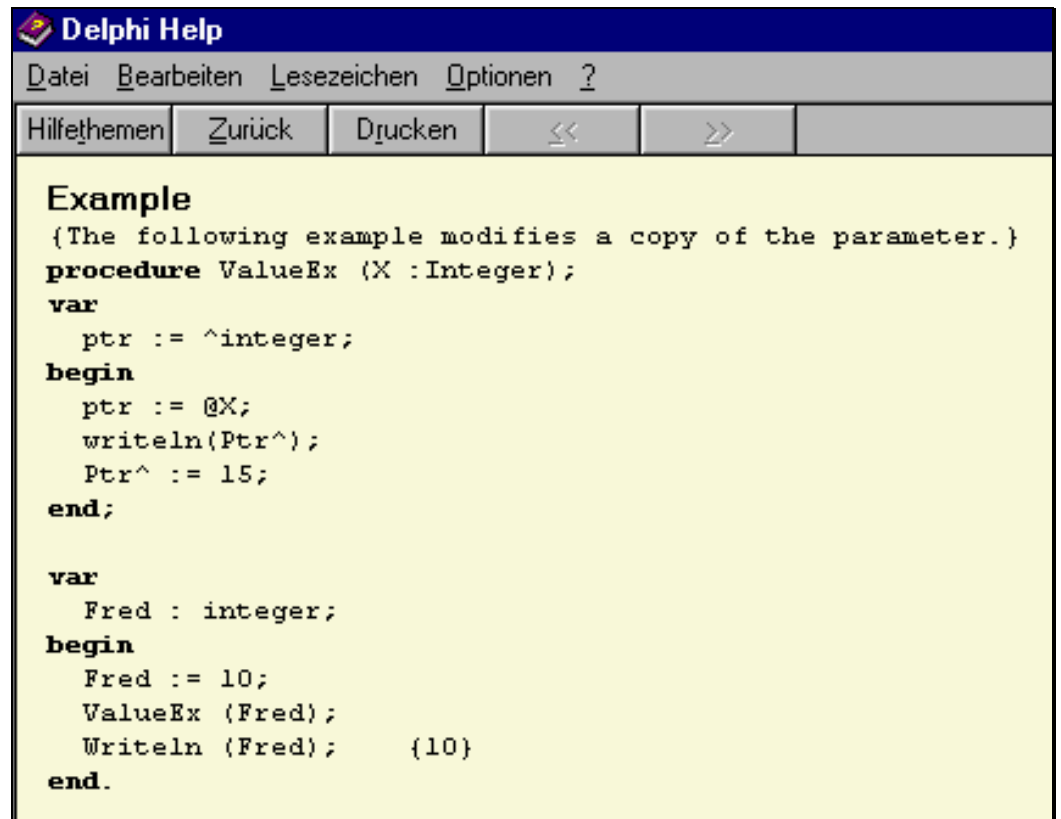 Delphi Help
Datei Bearbeiten Lesezeichen Optionen ?
Hilfethemen Zurück Drucken << >>
Example
{The following example modifies a copy of the parameter.}
procedure ValueEx (X :Integer);
var
ptr := ^integer;
begin
ptr := @X;
writeln(Ptr^);
Ptr^ := 15;
end;
var
Fred : integer;
begin
Fred := 10;
ValueEx (Fred);
Writeln (Fred); {10}
end.